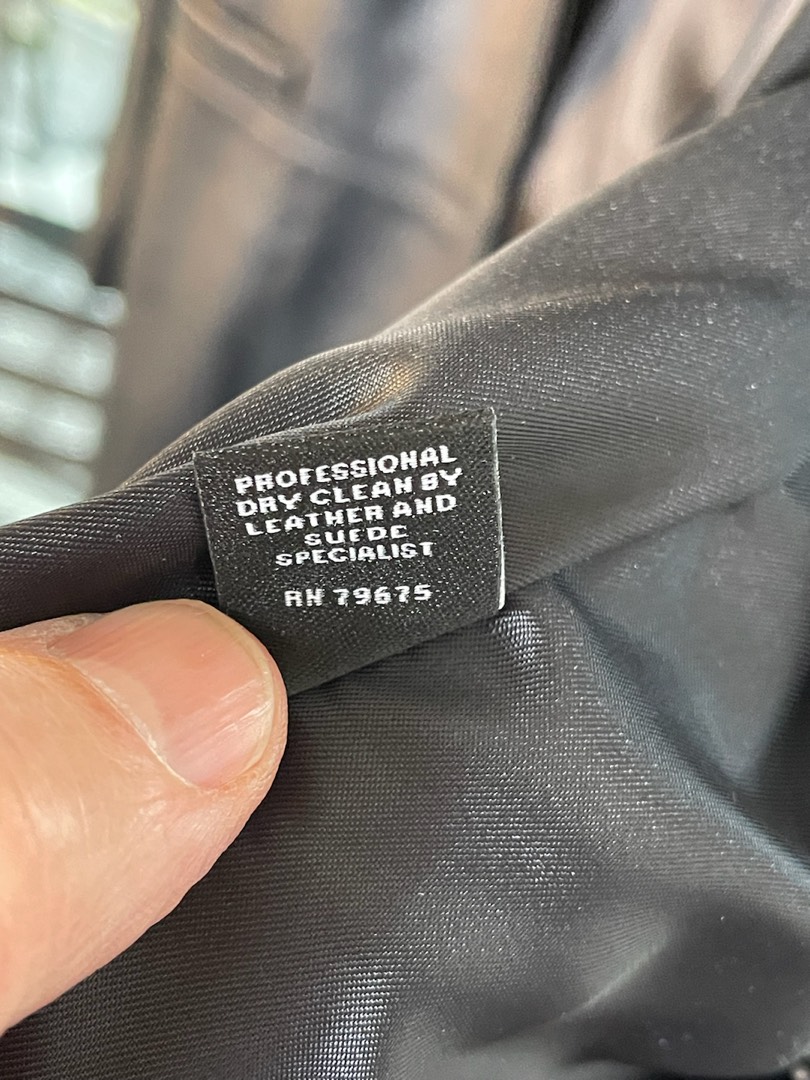 PROFESSIONAL
DRY CLEAN BY
LEATHER AND
SUEDE
SPECIALIST
RN 79675